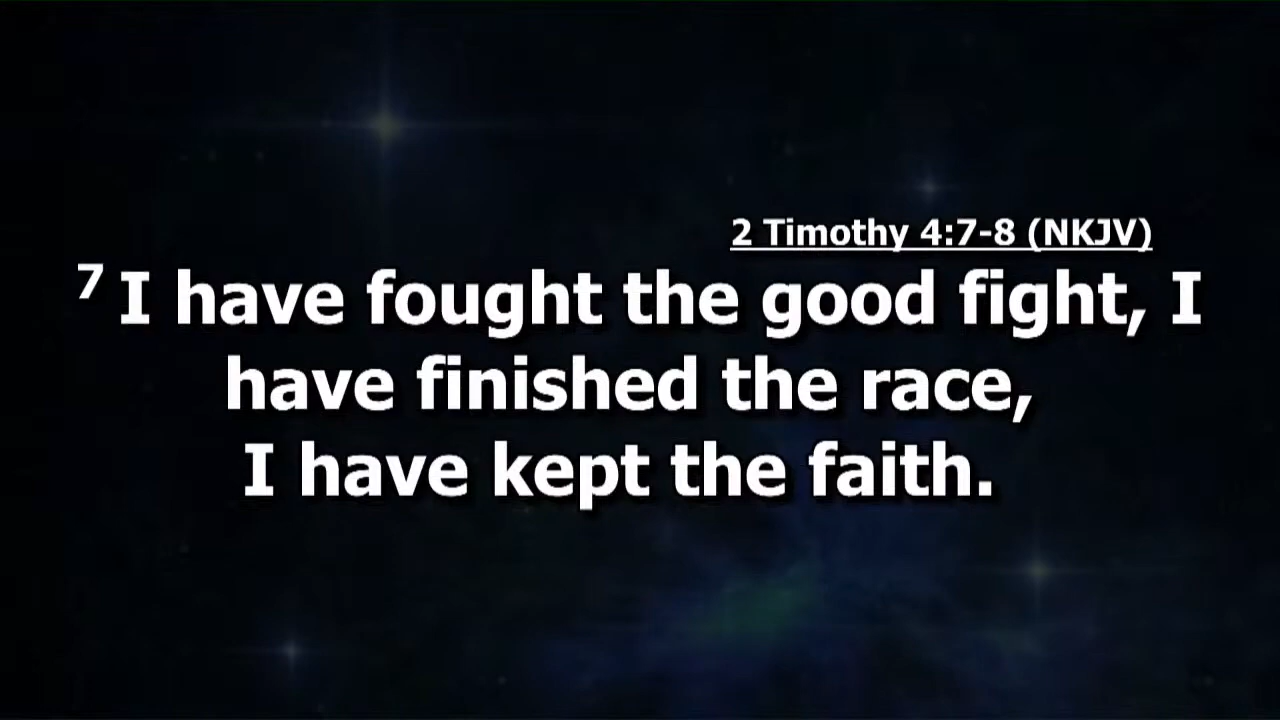 2 Timothy 4:7-8 (NKJV)
7 I have fought the good fight, I
have finished the race,
I have kept the faith.